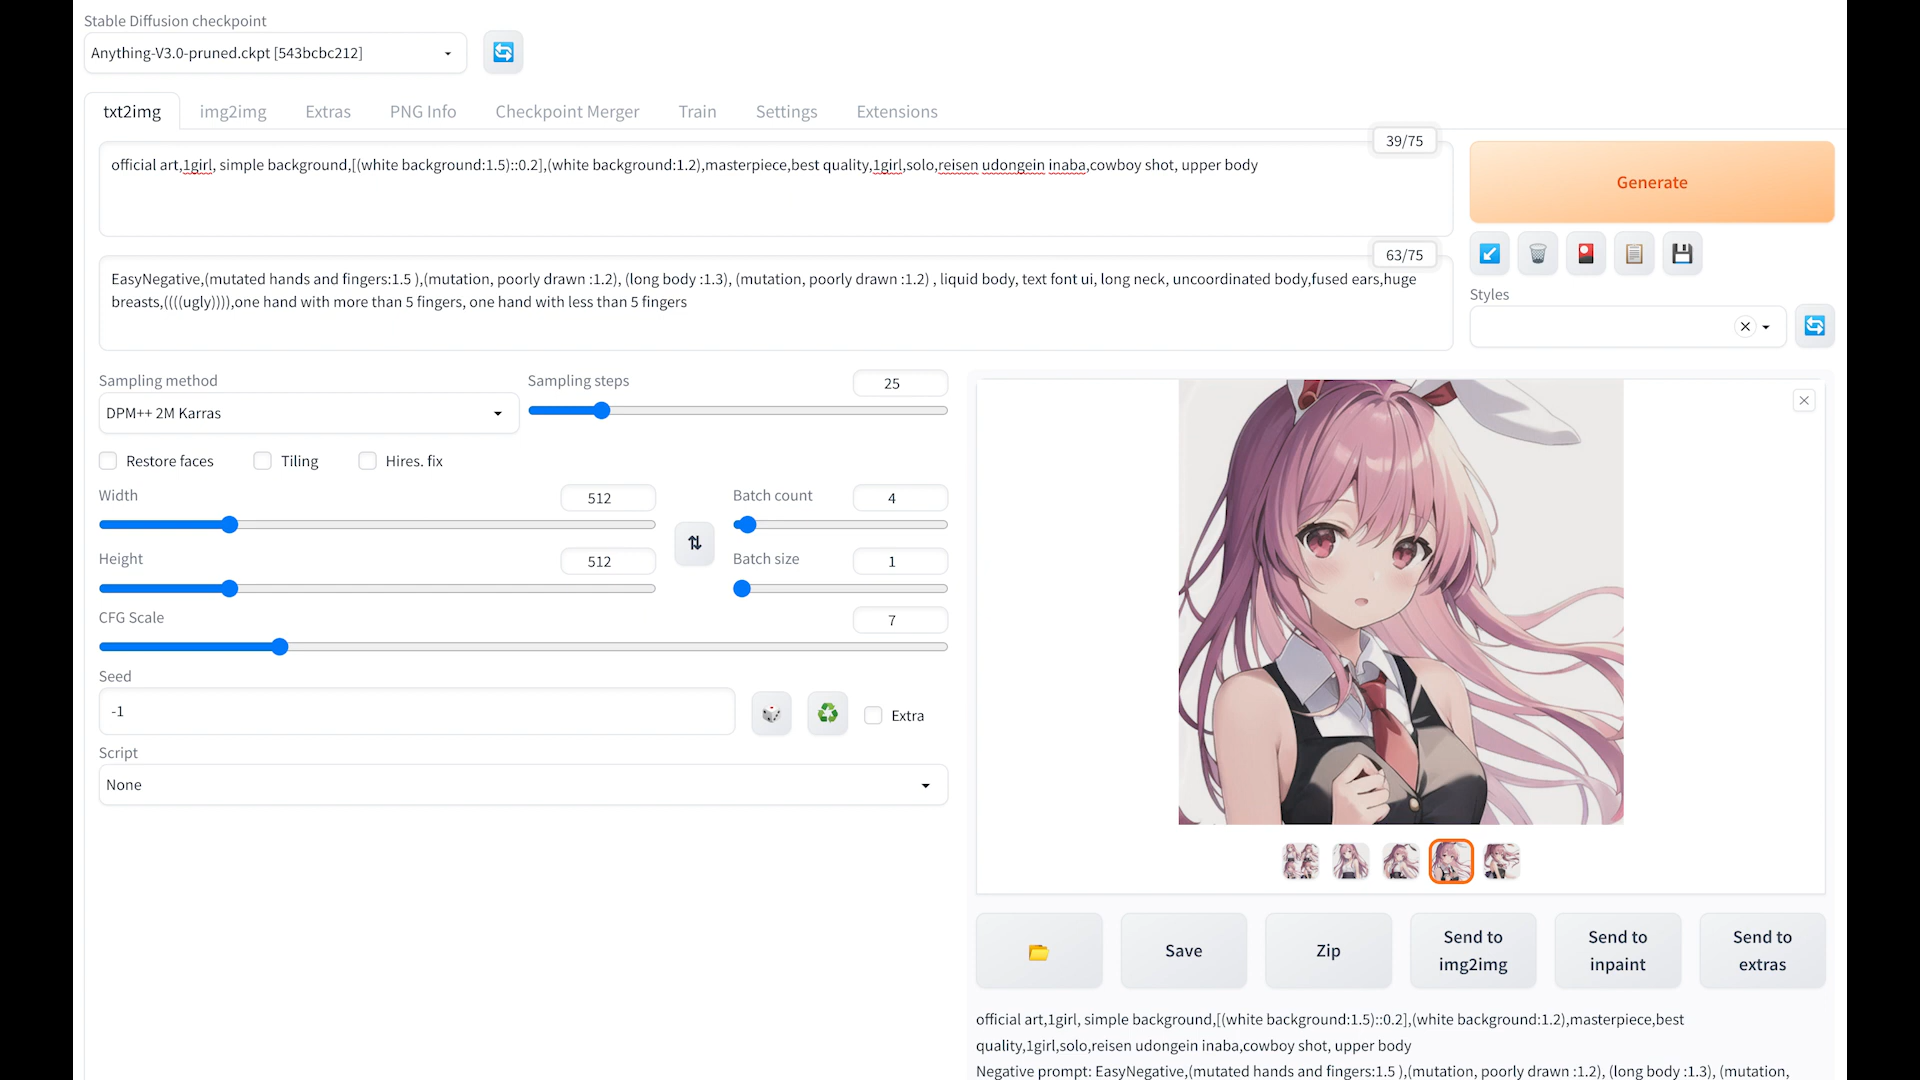 Stable Diffusion checkpoint
Anything-V3.0-pruned.ckpt [543bcbc212]
txt2img img2img Extras PNG Info Checkpoint Merger Train Settings Extensions
39/75
official art,1girl, simple background,[(white background:1.5)::0.2],(white background:1.2),masterpiece,best quality,1girl,solo,reisen udongein inaba,cowboy shot, upper body
Generate
63/75
EasyNegative,(mutated hands and fingers:1.5 ),(mutation, poorly drawn :1.2), (long body :1.3), (mutation, poorly drawn :1.2) , liquid body, text font ui, long neck, uncoordinated body,fused ears,huge
breasts,((((ugly)))),one hand with more than 5 fingers, one hand with less than 5 fingers
Styles
Sampling method
DPM++ 2M Karras
Sampling steps 25
Restore faces Tiling Hires. fix
Width 512
Batch count 4
Height 512
Batch size 1
CFG Scale 7
Seed
-1
Extra
Script
None
Save
Zip
Send to
img2img
Send to
inpaint
Send to
extras
official art,1girl, simple background,[(white background:1.5)::0.2],(white background:1.2),masterpiece,best
quality,1girl,solo,reisen udongein inaba,cowboy shot, upper body
Negative prompt: EasyNegative,(mutated hands and fingers:1.5 ),(mutation, poorly drawn :1.2), (long body :1.3), (mutation,